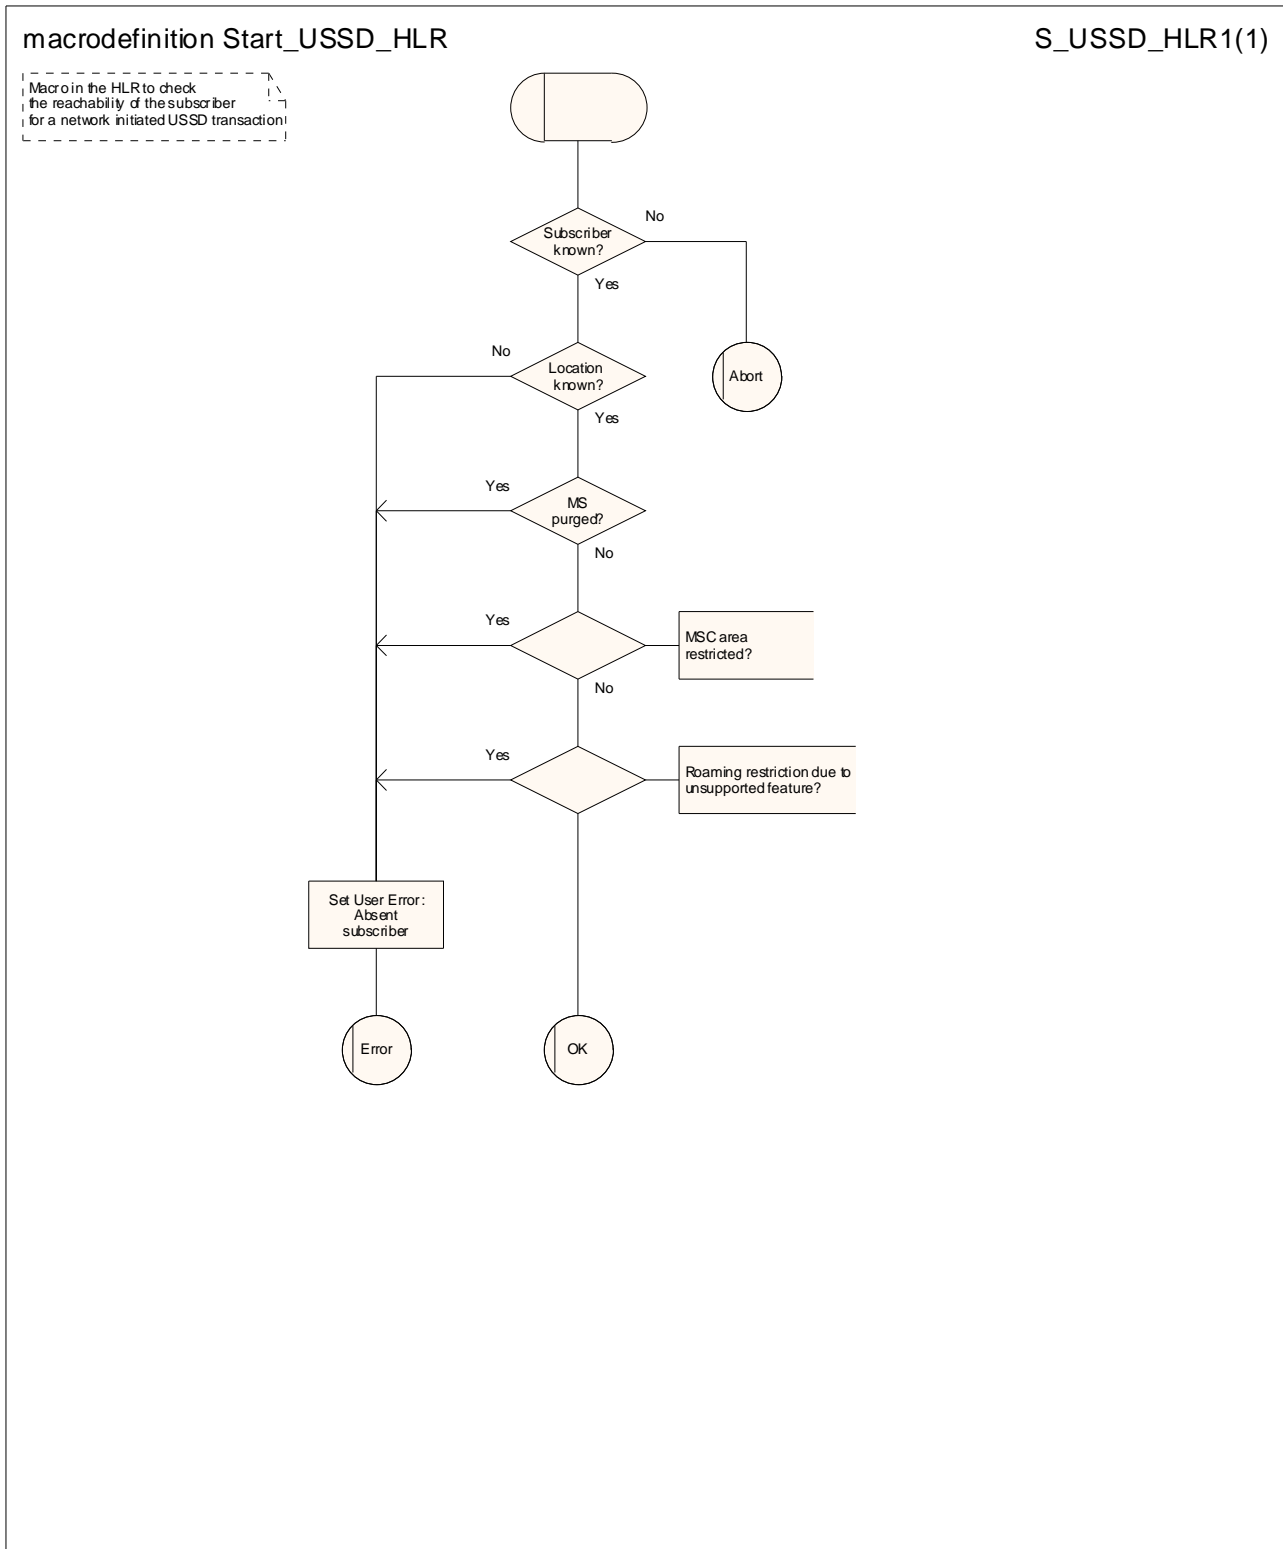 macrodefinition Start_USSD_HLR
S_USSD_HLR1(1)
Macro in the HLR to check
the reachability of the subscriber
for a network initiated USSD transaction
Subscriber
known?
No
Yes
Location
known?
No
Yes
Abort
MS
purged?
Yes
No
Yes
MSC area
restricted?
No
Yes
Roaming restriction due to
unsupported feature?
Set User Error:
Absent
subscriber
Error
OK